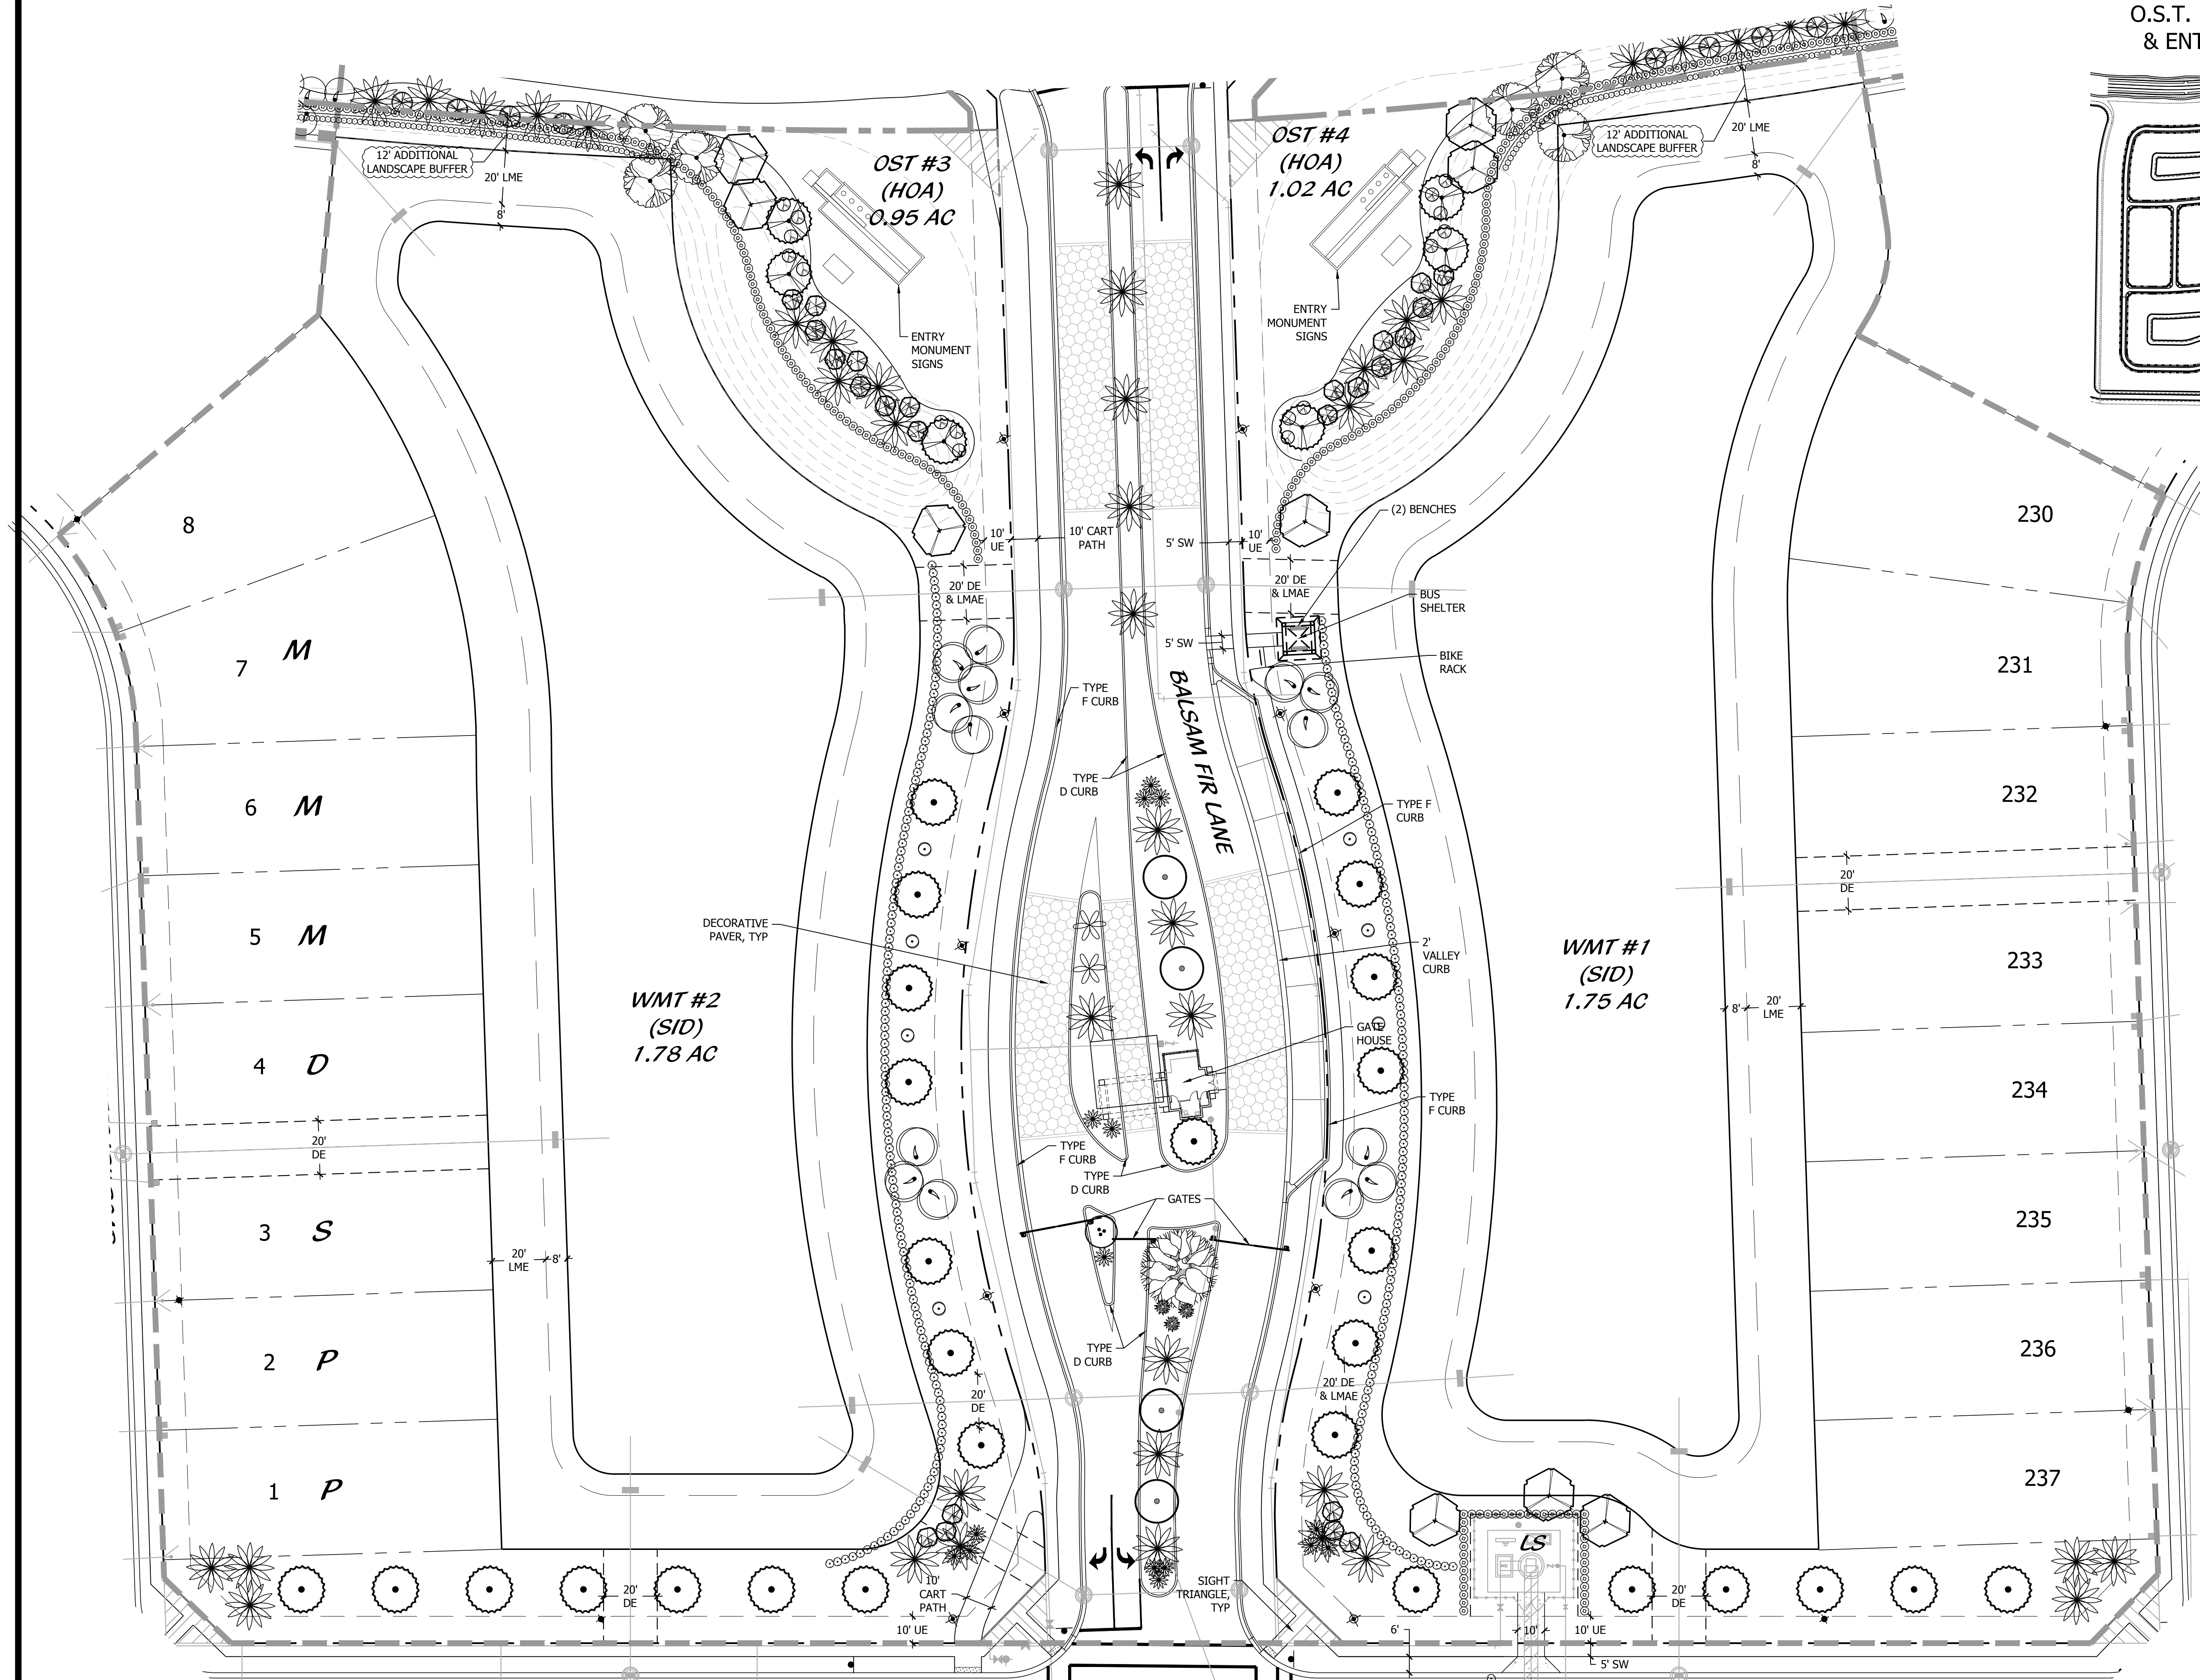 O.S.T.
& ENT
12' ADDITIONAL
LANDSCAPE BUFFER
20' LME
8'
OST #3
(HOA)
0.95 AC
OST #4
(HOA)
1.02 AC
12' ADDITIONAL
LANDSCAPE BUFFER
20' LME
8'
ENTRY
MONUMENT
SIGNS
ENTRY
MONUMENT
SIGNS
8
230
(2) BENCHES
10'
UE
10' CART
PATH
5' SW
10'
UE
20' DE
& LMAE
20' DE
& LMAE
BUS
SHELTER
7 M
5' SW
BIKE
RACK
231
TYPE
F CURB
BALSAM FIR LANE
TYPE
D CURB
6 M
TYPE F
CURB
232
20'
DE
5 M
DECORATIVE
PAVER, TYP
2'
VALLEY
CURB
WMT #1
(SID)
1.75 AC
233
WMT #2
(SID)
1.78 AC
8'
20'
LME
GATE
HOUSE
4 D
234
20'
DE
TYPE
F CURB
TYPE
F CURB
TYPE
D CURB
GATES
3 S
235
20'
LME
8'
2 P
TYPE
D CURB
236
20'
DE
20' DE
& LMAE
1 P
237
LS
20'
DE
10'
CART
PATH
SIGHT
TRIANGLE,
TYP
20'
DE
10' UE
6'
10'
10' UE
5' SW